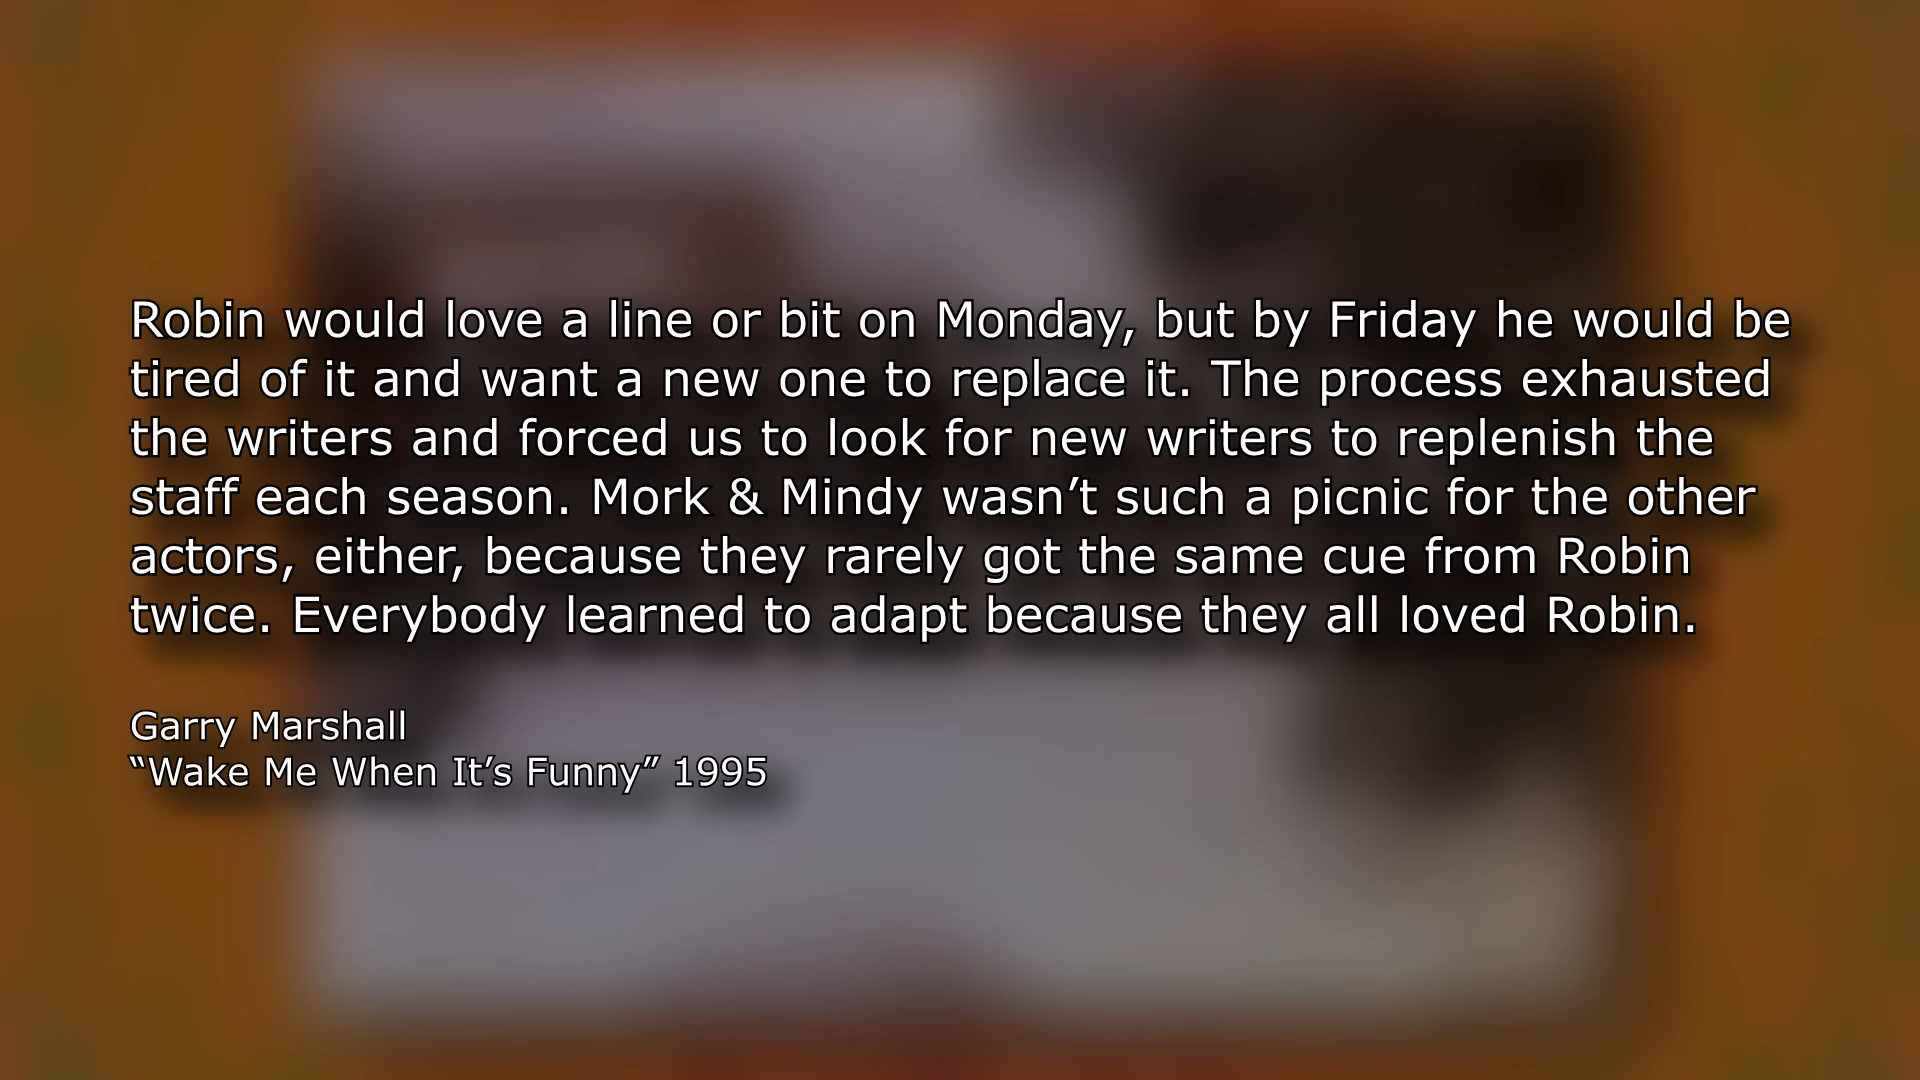 Robin would love a line or bit on Monday, but by Friday he would be
tired of it and want a new one to replace it. The process exhausted
the writers and forced us to look for new writers to replenish the
staff each season. Mork & Mindy wasn’t such a picnic for the other
actors, either, because they rarely got the same cue from Robin
twice. Everybody learned to adapt because they all loved Robin.
Garry Marshall
“Wake Me When It’s Funny” 1995